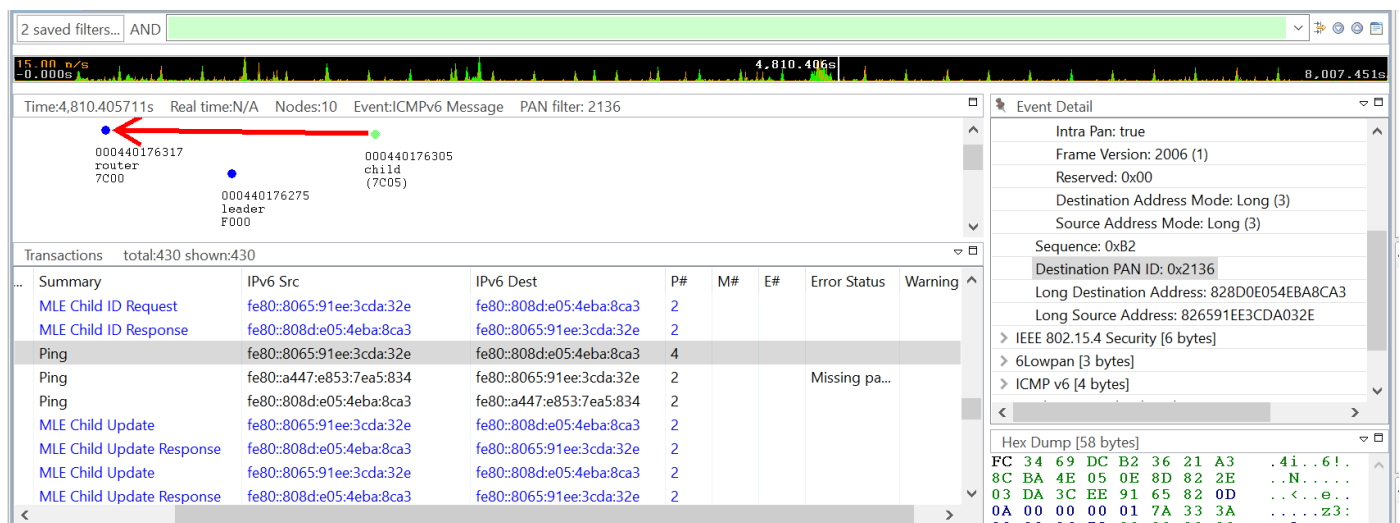 2 saved filters... AND
15.00 n/s
-0.000s
4,810.406s
8,007.451s
Time:4,810.405711s Real time:N/A Nodes:10 Event:ICMPv6 Message PAN filter: 2136
000440176317
router
7C00
000440176305
child
(7C05)
000440176275
leader
F000
Transactions total:430 shown:430
... Summary IPv6 Src IPv6 Dest P# M# E# Error Status Warning
MLE Child ID Request fe80::8065:91ee:3cda:32e fe80::808d:e05:4eba:8ca3 2
MLE Child ID Response fe80::808d:e05:4eba:8ca3 fe80::8065:91ee:3cda:32e 2
Ping fe80::8065:91ee:3cda:32e fe80::808d:e05:4eba:8ca3 4
Ping fe80::a447:e853:7ea5:834 fe80::8065:91ee:3cda:32e 2 Missing pa...
Ping fe80::808d:e05:4eba:8ca3 fe80::a447:e853:7ea5:834 2
MLE Child Update fe80::8065:91ee:3cda:32e fe80::808d:e05:4eba:8ca3 2
MLE Child Update Response fe80::808d:e05:4eba:8ca3 fe80::8065:91ee:3cda:32e 2
MLE Child Update fe80::8065:91ee:3cda:32e fe80::808d:e05:4eba:8ca3 2
MLE Child Update Response fe80::808d:e05:4eba:8ca3 fe80::8065:91ee:3cda:32e 2
Event Detail
Intra Pan: true
Frame Version: 2006 (1)
Reserved: 0x00
Destination Address Mode: Long (3)
Source Address Mode: Long (3)
Sequence: 0xB2
Destination PAN ID: 0x2136
Long Destination Address: 828D0E054EBA8CA3
Long Source Address: 826591EE3CDA032E
IEEE 802.15.4 Security [6 bytes]
6Lowpan [3 bytes]
ICMP v6 [4 bytes]
Hex Dump [58 bytes]
FC 34 69 DC B2 36 21 A3 .4i..6!.
8C BA 4E 05 0E 8D 82 2E ..N.....
03 DA 3C EE 91 65 82 0D ..<..e..
0A 00 00 00 01 7A 33 3A .....z3: